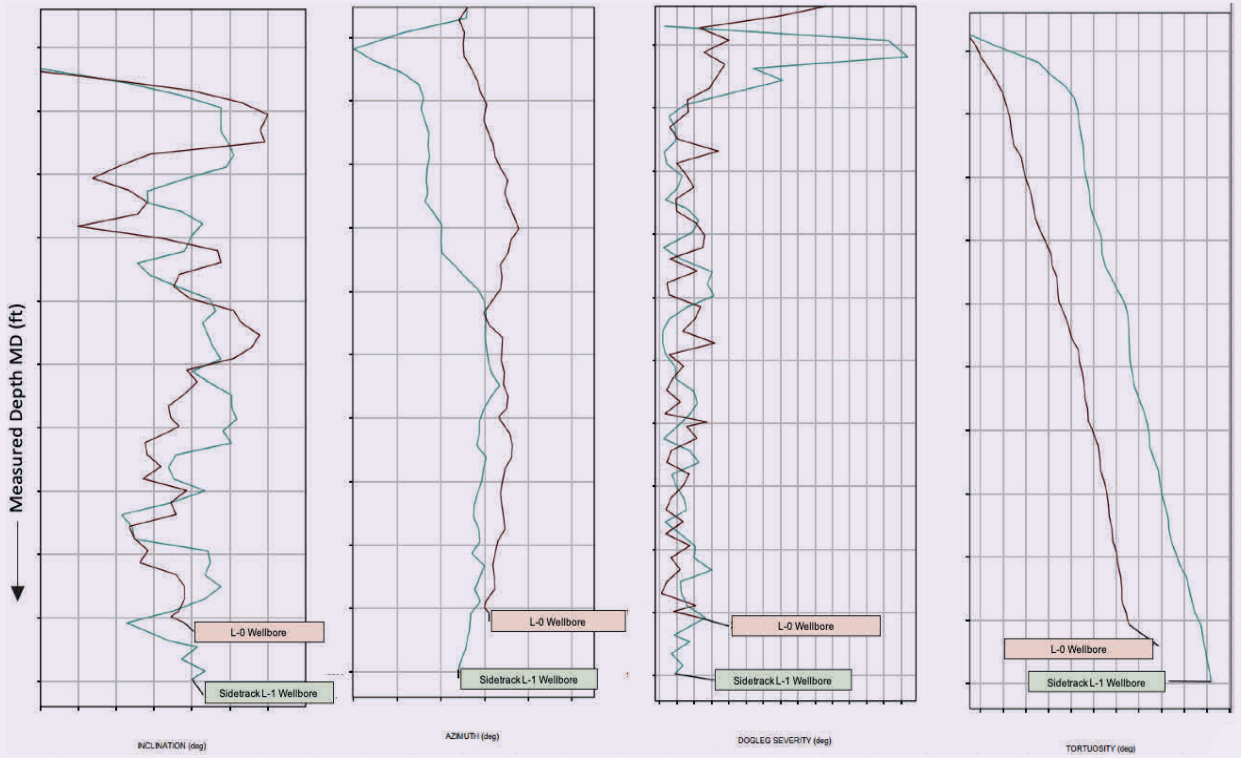 Measured Depth MD (ft)
L-0 Wellbore
Sidetrack L-1 Wellbore
INCLINATION (deg)
L-0 Wellbore
Sidetrack L-1 Wellbore
AZIMUTH (deg)
L-0 Wellbore
Sidetrack L-1 Wellbore
DOGLEG SEVERITY (deg)
L-0 Wellbore
Sidetrack L-1 Wellbore
TORTUOSITY (deg)